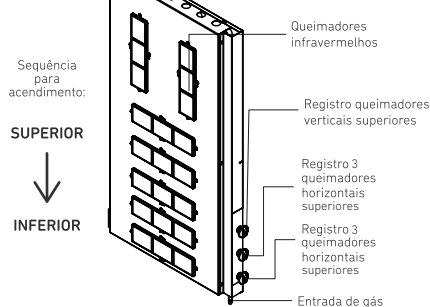 Queimadores
infravermelhos
Sequência
para
acendimento:
SUPERIOR
INFERIOR
Registro queimadores
verticais superiores
Registro 3
queimadores
horizontais
superiores
Registro 3
queimadores
horizontais
superiores
Entrada de gás